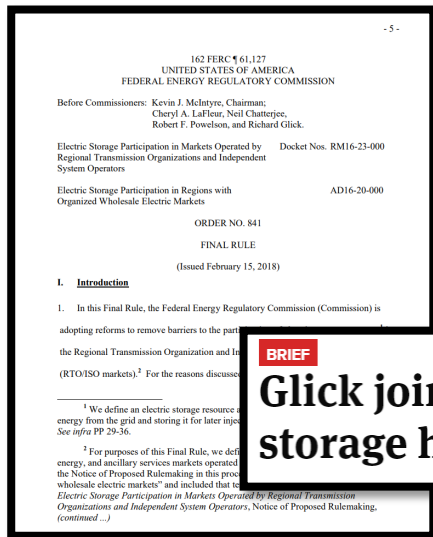 - 5 -
162 FERC ¶ 61,127
UNITED STATES OF AMERICA
FEDERAL ENERGY REGULATORY COMMISSION
Before Commissioners: Kevin J. McIntyre, Chairman;
Cheryl A. LaFleur, Neil Chatterjee,
Robert F. Powelson, and Richard Glick.
Electric Storage Participation in Markets Operated by Docket Nos. RM16-23-000
Regional Transmission Organizations and Independent
System Operators
Electric Storage Participation in Regions with AD16-20-000
Organized Wholesale Electric Markets
ORDER NO. 841
FINAL RULE
(Issued February 15, 2018)
I. Introduction
1. In this Final Rule, the Federal Energy Regulatory Commission (Commission) is
adopting reforms to remove barriers to the
the Regional Transmission Organization and
(RTO/ISO markets).2 For the reasons
1 We define an electric storage resource
energy from the grid and storing it for later
See infra PP 29-36.
2 For purposes of this Final Rule, we
energy, and ancillary services markets operated
the Notice of Proposed Rulemaking in this
wholesale electric markets” and included that
Electric Storage Participation in Markets Operated by Regional Transmission
Organizations and Independent System Operators, Notice of Proposed Rulemaking,
(continued ...)
BRIEF
Glick
storage